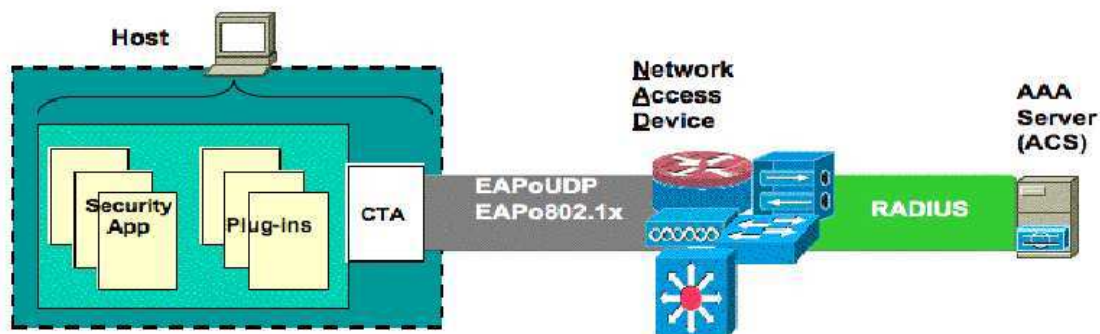 Host
Security
App
Plug-ins
CTA
EAPoUDP
EAPo802.1x
Network
Access
Device
RADIUS
AAA
Server
(ACS)